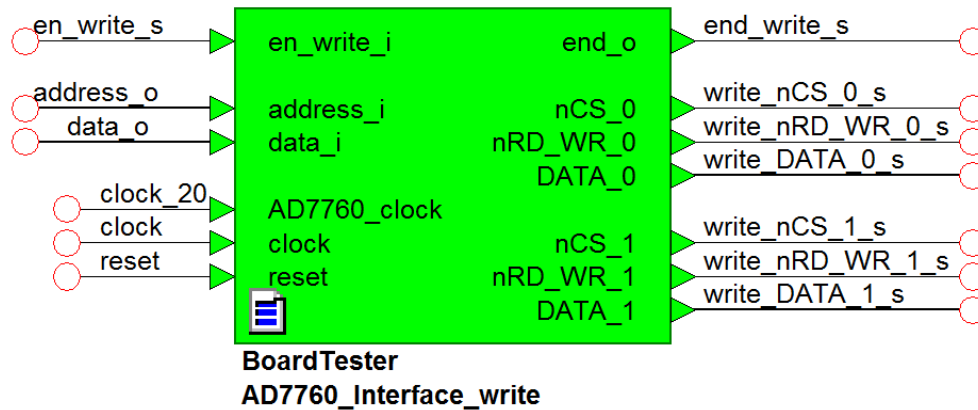 en_write_s en_write_i end_o end_write_s
address_o address_i nCS_0 write_nCS_0_s
data_o data_i nRD_WR_0 write_nRD_WR_0_s
DATA_0 write_DATA_0_s
clock_20 AD7760_clock
clock clock nCS_1 write_nCS_1_s
reset reset nRD_WR_1 write_nRD_WR_1_s
DATA_1 write_DATA_1_s
BoardTester
AD7760_Interface_write